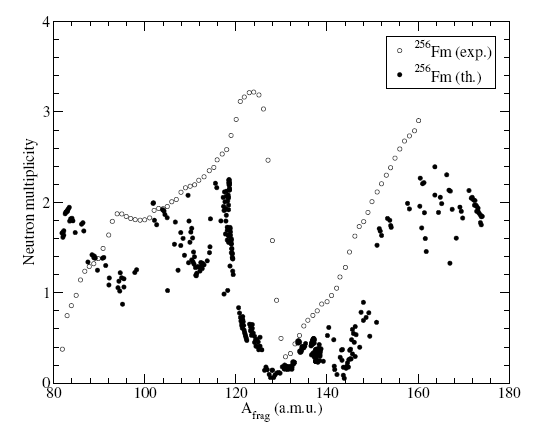 4
3
2
1
0
Neutron multiplicity
²⁵⁶Fm (exp.)
²⁵⁶Fm (th.)
80 100 120 140 160 180
A_frag (a.m.u.)